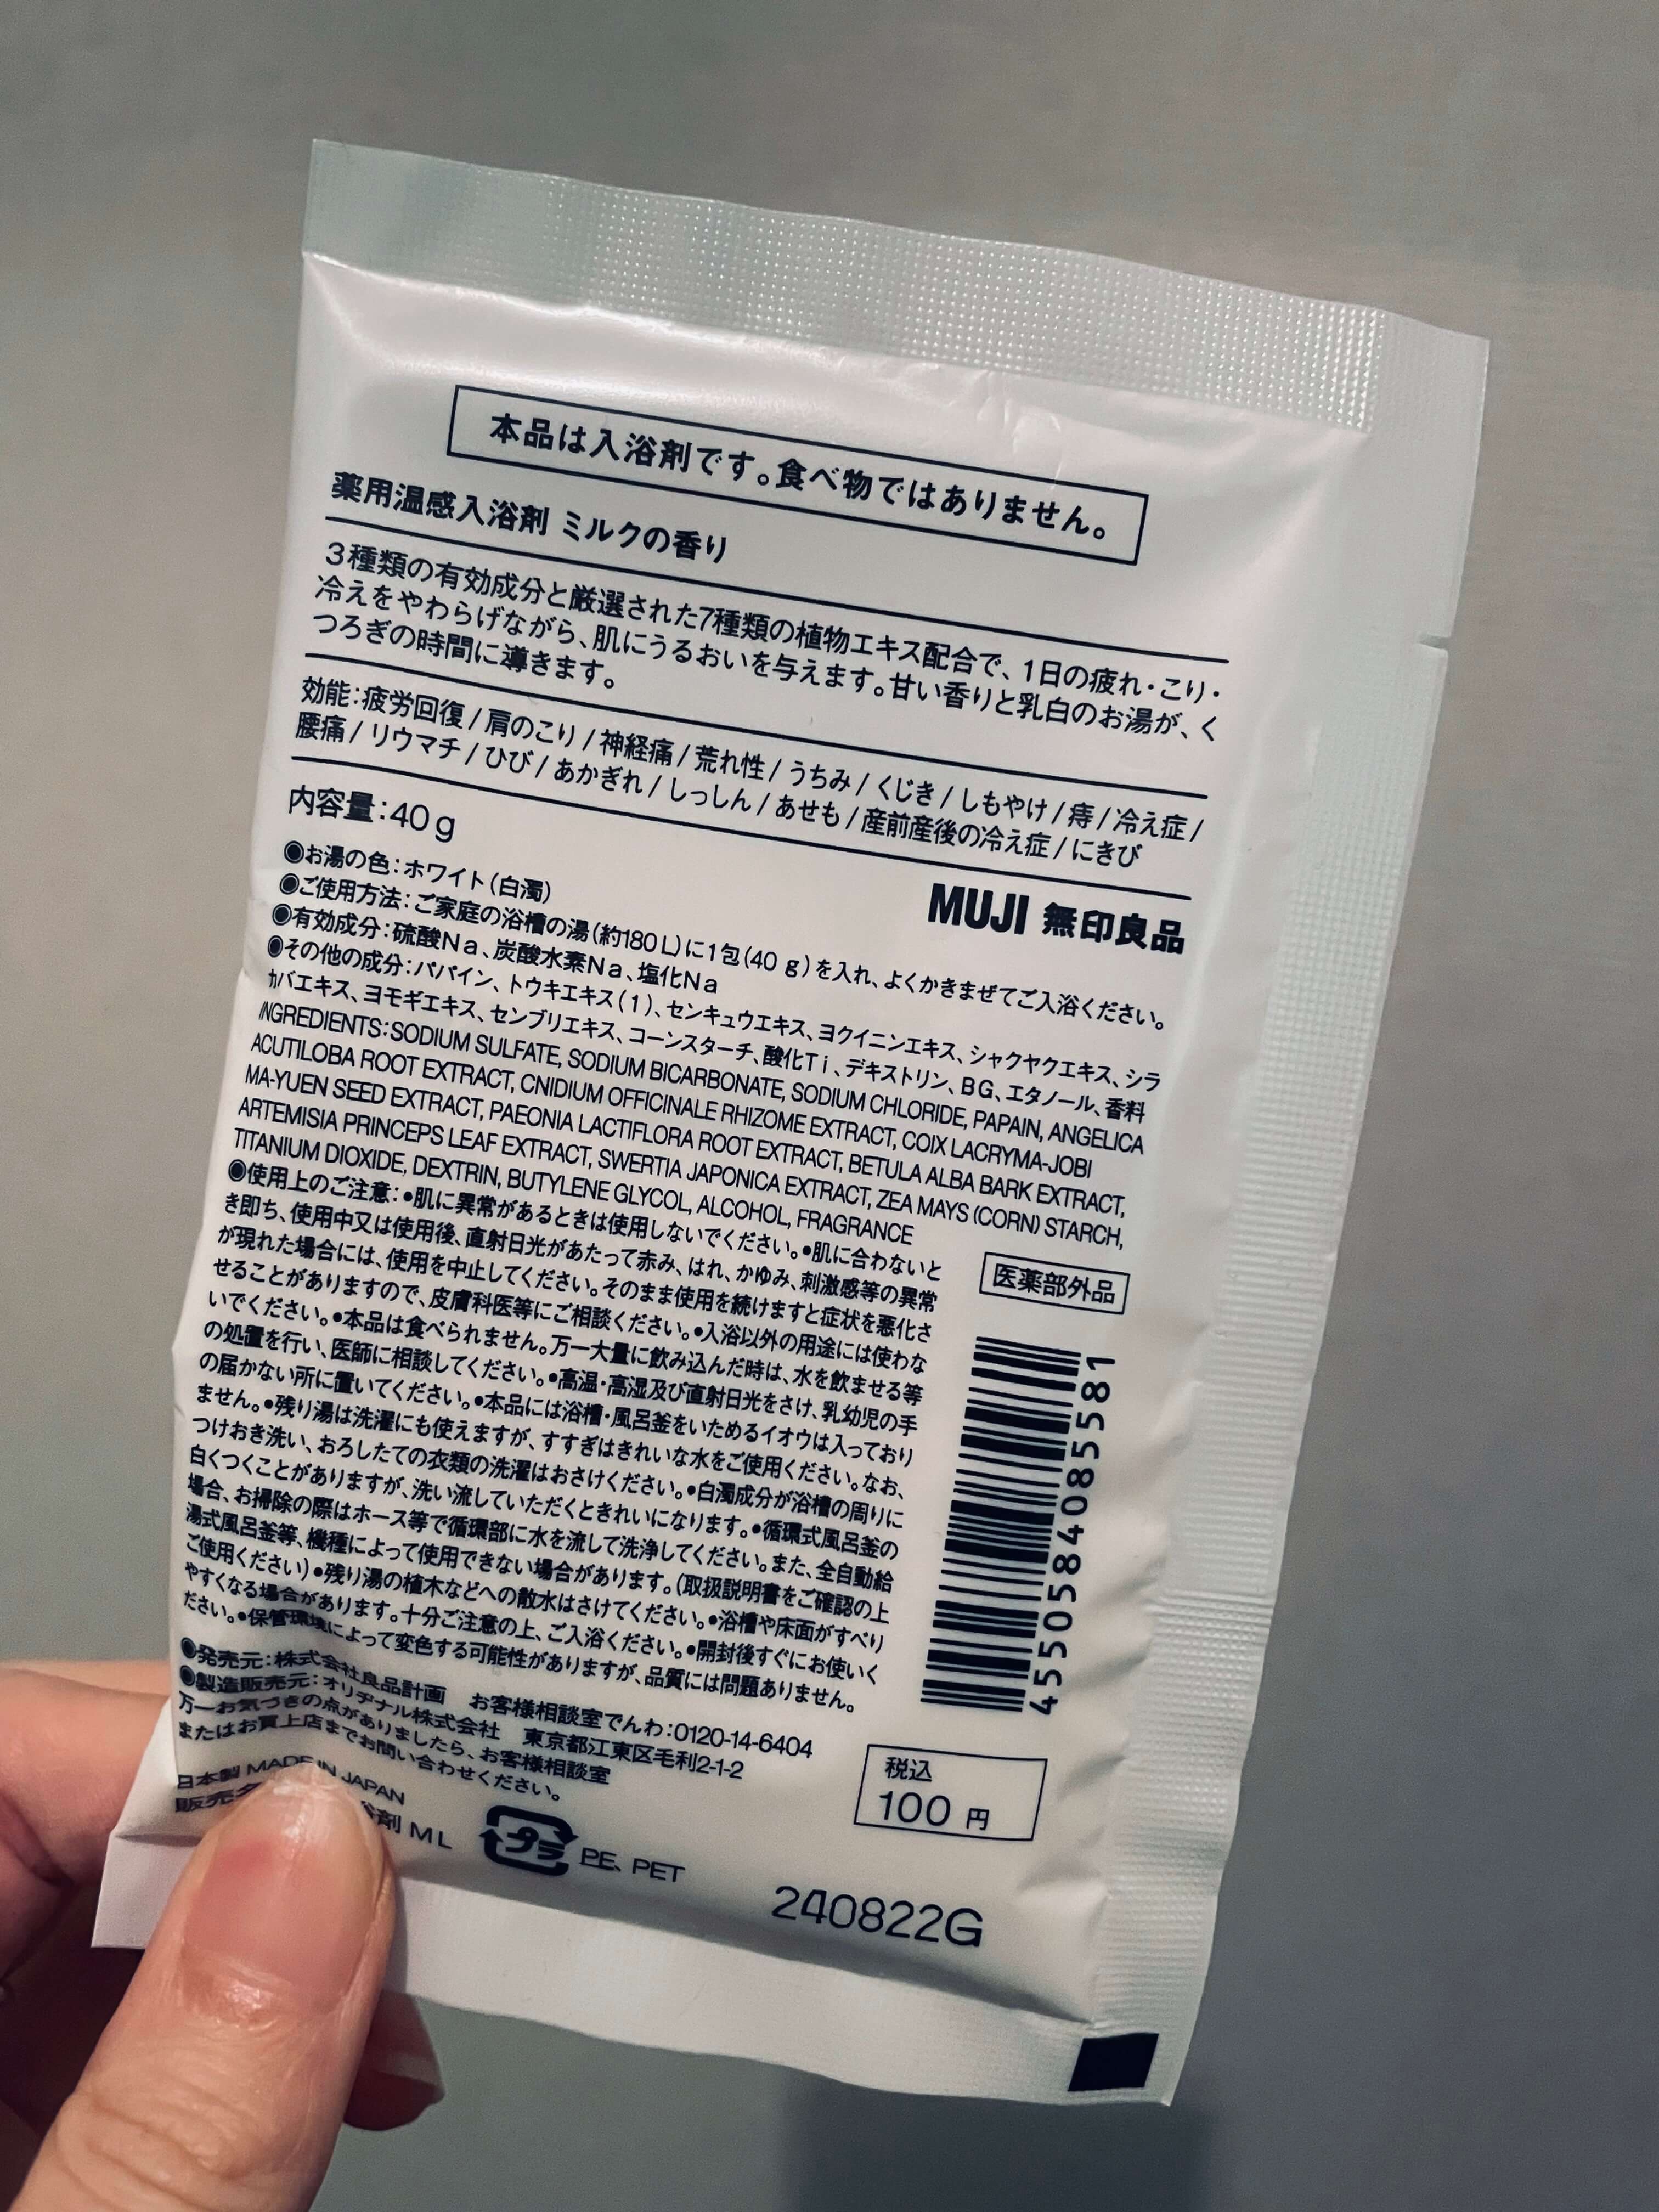 本品は入浴剤です。食べ物ではありません。
薬用温感入浴剤 ミルクの香り
3種類の有効成分と厳選された7種類の植物エキス配合で、1日の疲れ・こり・
冷えをやわらげながら、肌にうるおいを与えます。甘い香りと乳白のお湯が、く
つろぎの時間に導きます。
効能:疲労回復/肩のこり/神経痛/荒れ性/うちみ/くじき/しもやけ/痔/冷え症/
腰痛/リウマチ/ひび/あかぎれ/しっしん/あせも/産前産後の冷え症/にきび
内容量:40g
MUJI 無印良品
◉お湯の色:ホワイト(白濁)
◉ご使用方法:ご家庭の浴槽の湯(約180L)に1包(40 g)を入れ、よくかきまぜてご入浴ください。
◉有効成分:硫酸Na、炭酸水素Na、塩化Na
◉その他の成分:パパイン、トウキエキス(1)、センキュウエキス、ヨクイニンエキス、シャクヤクエキス、シラ
カバエキス、ヨモギエキス、センブリエキス、コーンスターチ、酸化Ti、デキストリン、BG、エタノール、香料
INGREDIENTS:SODIUM SULFATE, SODIUM BICARBONATE, SODIUM CHLORIDE, PAPAIN, ANGELICA
ACUTILOBA ROOT EXTRACT, CNIDIUM OFFICINALE RHIZOME EXTRACT, COIX LACRYMA-JOBI
MA-YUEN SEED EXTRACT, PAEONIA LACTIFLORA ROOT EXTRACT, BETULA ALBA BARK EXTRACT,
ARTEMISIA PRINCEPS LEAF EXTRACT, SWERTIA JAPONICA EXTRACT, ZEA MAYS (CORN) STARCH,
TITANIUM DIOXIDE, DEXTRIN, BUTYLENE GLYCOL, ALCOHOL, FRAGRANCE
◉使用上のご注意:•肌に異常があるときは使用しないでください。•肌に合わないと
き即ち、使用中又は使用後、直射日光があたって赤み、はれ、かゆみ、刺激感等の異常
が現れた場合には、使用を中止してください。そのまま使用を続けますと症状を悪化さ
せることがありますので、皮膚科医等にご相談ください。•入浴以外の用途には使わな
いでください。•本品は食べられません。万一大量に飲み込んだ時は、水を飲ませる等
の処置を行い、医師に相談してください。•高温・高湿及び直射日光をさけ、乳幼児の手
の届かない所に置いてください。•本品には浴槽・風呂釜をいためるイオウは入っており
ません。•残り湯は洗濯にも使えますが、すすぎはきれいな水をご使用ください。なお、
つけおき洗い、おろしたての衣類の洗濯はおさけください。•白濁成分が浴槽の周りに
白くつくことがありますが、洗い流していただくときれいになります。•循環式風呂釜の
場合、お掃除の際はホース等で循環部に水を流して洗浄してください。また、全自動給
湯式風呂釜等、機種によって使用できない場合があります。(取扱説明書をご確認の上
ご使用ください)•残り湯の植木などへの散水はさけてください。•浴槽や床面がすべり
やすくなる場合があります。十分ご注意の上、ご入浴ください。•開封後すぐにお使いく
ださい。•保管環境によって変色する可能性がありますが、品質には問題ありません。
◉発売元:株式会社良品計画 お客様相談室でんわ:0120-14-6404
◉製造販売元:オリヂナル株式会社 東京都江東区毛利2-1-2
万一お気づきの点がありましたら、お客様相談室
またはお買上店までお問い合わせください。
日本製 MADE IN JAPAN
販売 浴剤 ML
プラ PE、PET
医薬部外品
4550584085581
税込
100 円
240822G